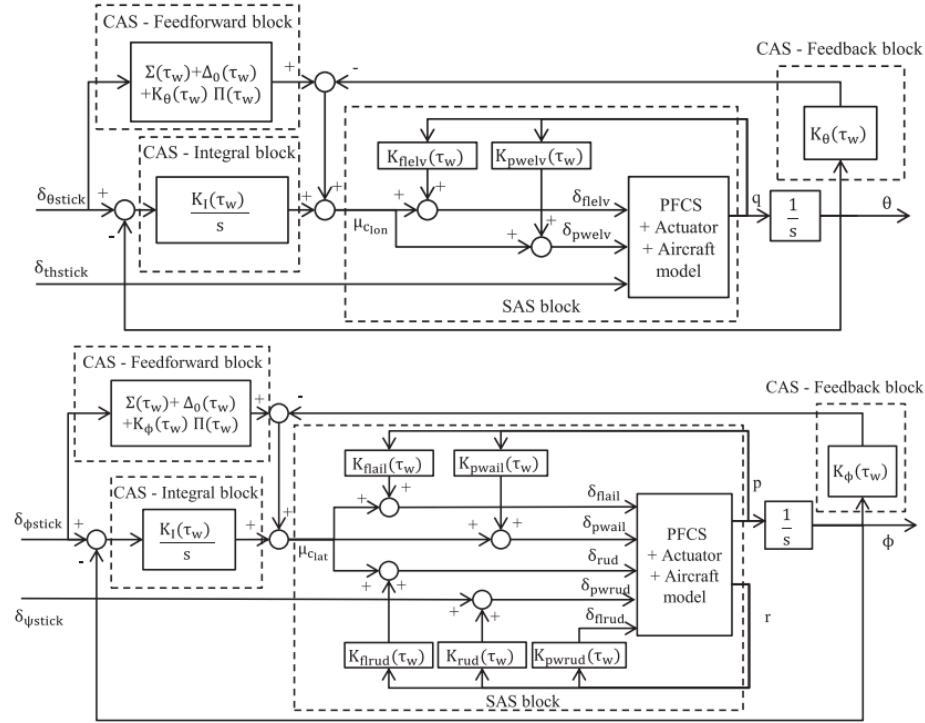 CAS - Feedforward block
Σ(τw)+Δ0(τw)
+Kθ(τw) Π(τw)
+
-
CAS - Feedback block
Kθ(τw)
CAS - Integral block
KI(τw)
s
δθstick
+
-
+
+
μclon
Kflelv(τw)
Kpwelv(τw)
+
+
+
+
δflelv
δpwelv
PFCS
+ Actuator
+ Aircraft
model
q
1
s
θ
δthstick
SAS block
CAS - Feedforward block
Σ(τw)+ Δ0(τw)
+Kϕ(τw) Π(τw)
+
-
CAS - Feedback block
Kϕ(τw)
CAS - Integral block
KI(τw)
s
δϕstick
+
-
+
+
μclat
Kflail(τw)
Kpwail(τw)
+
+
+
+
+
+
+
+
δflail
δpwail
δrud
δpwrud
δflrud
PFCS
+ Actuator
+ Aircraft
model
p
1
s
ϕ
r
δψstick
Kflrud(τw)
Krud(τw)
Kpwrud(τw)
SAS block